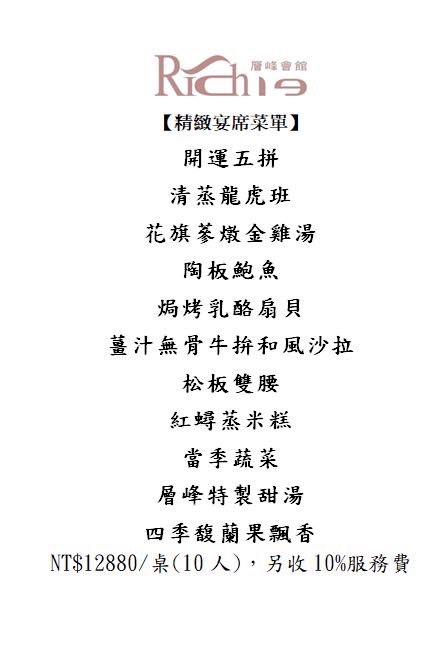 層峰會館
Rich 19
【精緻宴席菜單】
開運五拼
清蒸龍虎班
花旗蔘燉金雞湯
陶板鮑魚
焗烤乳酪扇貝
薑汁無骨牛拚和風沙拉
松板雙腰
紅蟳蒸米糕
當季蔬菜
層峰特製甜湯
四季馥蘭果飄香
NT$12880/桌(10人)，另收10%服務費